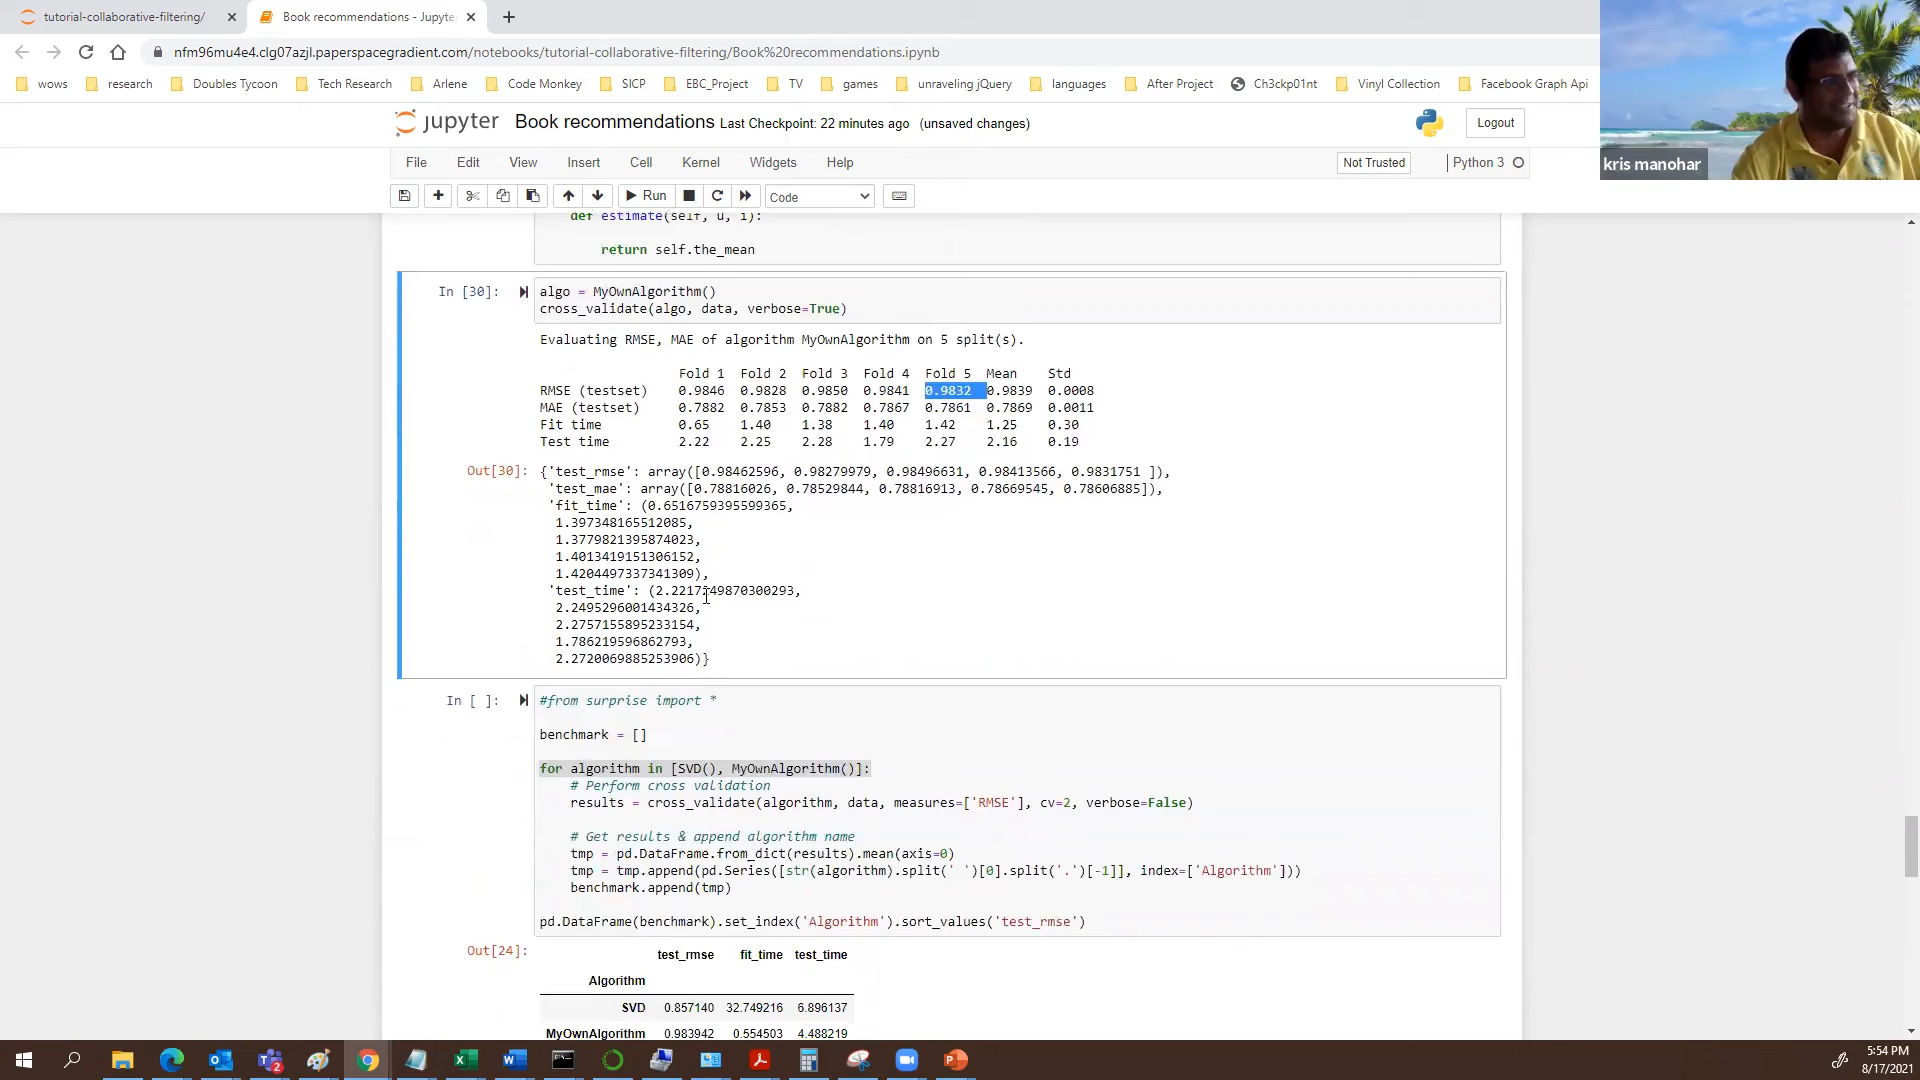 tutorial-collaborative-filtering/
Book recommendations - Jupyte
nfm96mu4e4.clg07azjl.paperspacegradient.com/notebooks/tutorial-collaborative-filtering/Book%20recommendations.ipynb
wows research Doubles Tycoon Tech Research Arlene Code Monkey SICP EBC_Project TV games unraveling jQuery languages After Project Ch3ckp01nt Vinyl Collection Facebook Graph Api
kris manohar
jupyter Book recommendations Last Checkpoint: 22 minutes ago (unsaved changes) Logout
File Edit View Insert Cell Kernel Widgets Help Not Trusted Python 3
Run Code
def estimate(self, u, i):
return self.the_mean
In [30]: algo = MyOwnAlgorithm()
cross_validate(algo, data, verbose=True)
Evaluating RMSE, MAE of algorithm MyOwnAlgorithm on 5 split(s).
Fold 1 Fold 2 Fold 3 Fold 4 Fold 5 Mean Std
RMSE (testset) 0.9846 0.9828 0.9850 0.9841 0.9832 0.9839 0.0008
MAE (testset) 0.7882 0.7853 0.7882 0.7867 0.7861 0.7869 0.0011
Fit time 0.65 1.40 1.38 1.40 1.42 1.25 0.30
Test time 2.22 2.25 2.28 1.79 2.27 2.16 0.19
Out[30]: {'test_rmse': array([0.98462596, 0.98279979, 0.98496631, 0.98413566, 0.9831751 ]),
'test_mae': array([0.78816026, 0.78529844, 0.78816913, 0.78669545, 0.78606885]),
'fit_time': (0.6516759395599365,
1.397348165512085,
1.3779821395874023,
1.4013419151306152,
1.4204497337341309),
'test_time':
2.2495296001434326,
2.2757155895233154,
1.786219596862793,
2.2720069885253906)}
In [ ]: #from surprise import *
benchmark = []
for algorithm in [SVD(), MyOwnAlgorithm()]:
# Perform cross validation
results = cross_validate(algorithm, data, measures=['RMSE'], cv=2, verbose=False)
# Get results & append algorithm name
tmp = pd.DataFrame.from_dict(results).mean(axis=0)
tmp = tmp.append(pd.Series([str(algorithm).split(' ')[0].split('.')[-1]], index=['Algorithm']))
benchmark.append(tmp)
pd.DataFrame(benchmark).set_index('Algorithm').sort_values('test_rmse')
Out[24]: test_rmse fit_time test_time
Algorithm
SVD 0.857140 32.749216 6.896137
MyOwnAlgorithm 0.983942 0.554503 4.488219
5:54 PM
8/17/2021